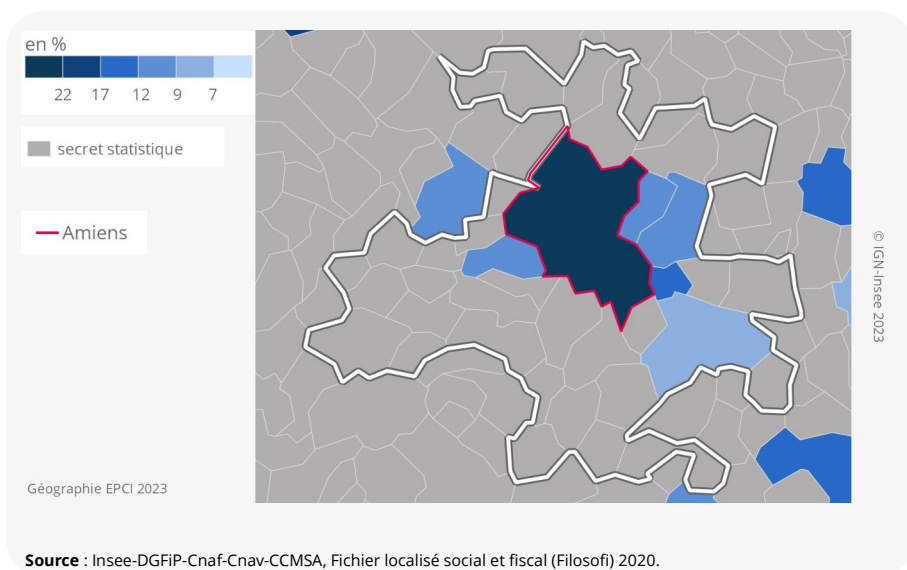 en %
22 17 12 9 7
secret statistique
Amiens
© IGN-Insee 2023
Géographie EPCI 2023
Source : Insee-DGFiP-Cnaf-Cnav-CCMSA, Fichier localisé social et fiscal (Filosofi) 2020.